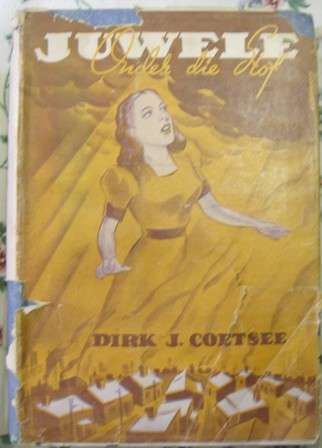 JUWELE
Onder die Stof
DIRK J. COETSEE